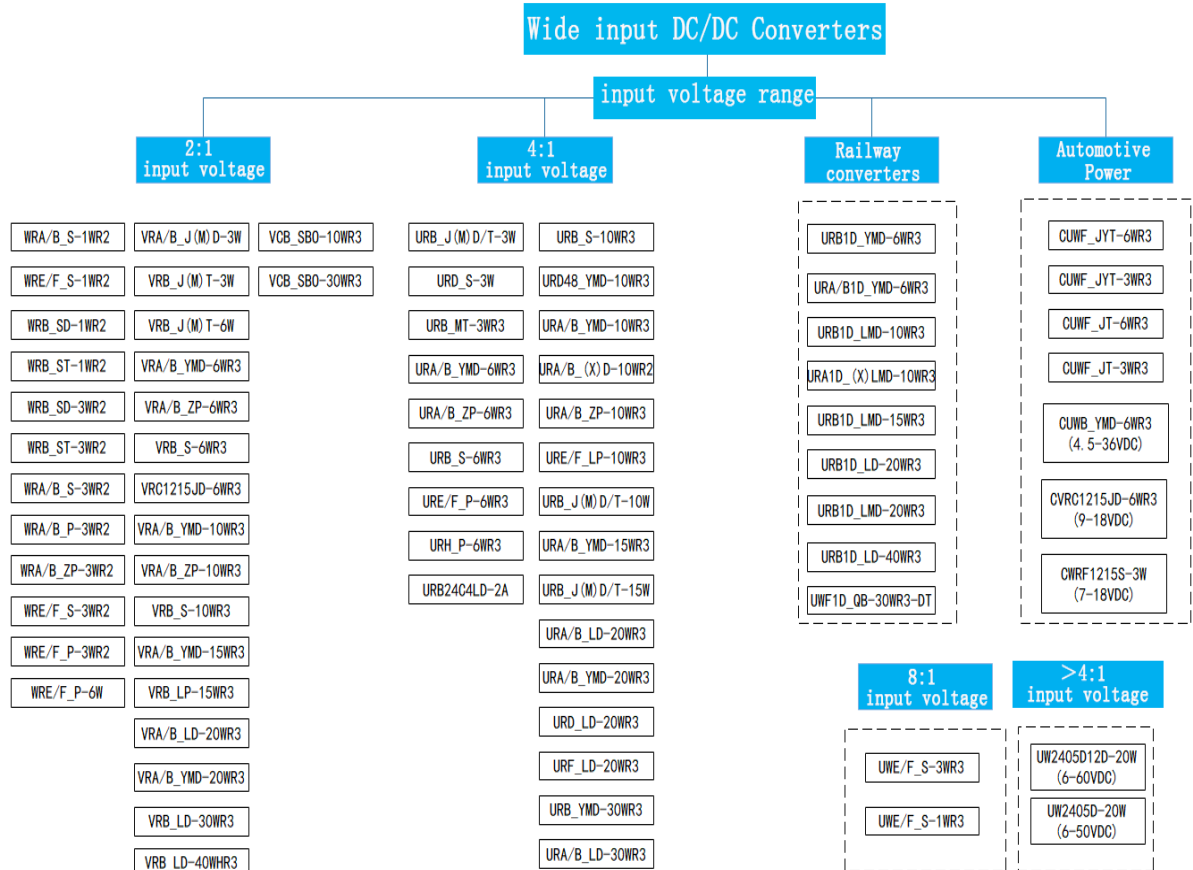 Wide input DC/DC Converters
input voltage range
2:1
input voltage
4:1
input voltage
Railway
converters
Automotive
Power
WRA/B_S-1WR2
WRE/F_S-1WR2
WRB_SD-1WR2
WRB_ST-1WR2
WRB_SD-3WR2
WRB_ST-3WR2
WRA/B_S-3WR2
WRA/B_P-3WR2
WRA/B_ZP-3WR2
WRE/F_S-3WR2
WRE/F_P-3WR2
WRE/F_P-6W
VRA/B_J(M)D-3W
VRB_J(M)T-3W
VRB_J(M)T-6W
VRA/B_YMD-6WR3
VRA/B_ZP-6WR3
VRB_S-6WR3
VRC1215JD-6WR3
VRA/B_YMD-10WR3
VRA/B_ZP-10WR3
VRB_S-10WR3
VRA/B_YMD-15WR3
VRB_LP-15WR3
VRA/B_LD-20WR3
VRA/B_YMD-20WR3
VRB_LD-30WR3
VRB_LD-40WHR3
VCB_SBO-10WR3
VCB_SBO-30WR3
URB_J(M)D/T-3W
URD_S-3W
URB_MT-3WR3
URA/B_YMD-6WR3
URA/B_ZP-6WR3
URB_S-6WR3
URE/F_P-6WR3
URH_P-6WR3
URB24C4LD-2A
URB_S-10WR3
URD48_YMD-10WR3
URA/B_YMD-10WR3
URA/B_(X)D-10WR2
URA/B_ZP-10WR3
URE/F_LP-10WR3
URB_J(M)D/T-10W
URA/B_YMD-15WR3
URB_J(M)D/T-15W
URA/B_LD-20WR3
URA/B_YMD-20WR3
URD_LD-20WR3
URF_LD-20WR3
URB_YMD-30WR3
URA/B_LD-30WR3
URB1D_YMD-6WR3
URA/B1D_YMD-6WR3
URB1D_LMD-10WR3
URA1D_(X)LMD-10WR3
URB1D_LMD-15WR3
URB1D_LD-20WR3
URB1D_LMD-20WR3
URB1D_LD-40WR3
UWF1D_QB-30WR3-DT
CUWF_JYT-6WR3
CUWF_JYT-3WR3
CUWF_JT-6WR3
CUWF_JT-3WR3
CUWB_YMD-6WR3
(4.5-36VDC)
CVRC1215JD-6WR3
(9-18VDC)
CWRF1215S-3W
(7-18VDC)
8:1
input voltage
UWE/F_S-3WR3
UWE/F_S-1WR3
>4:1
input voltage
UW2405D12D-20W
(6-60VDC)
UW2405D-20W
(6-50VDC)